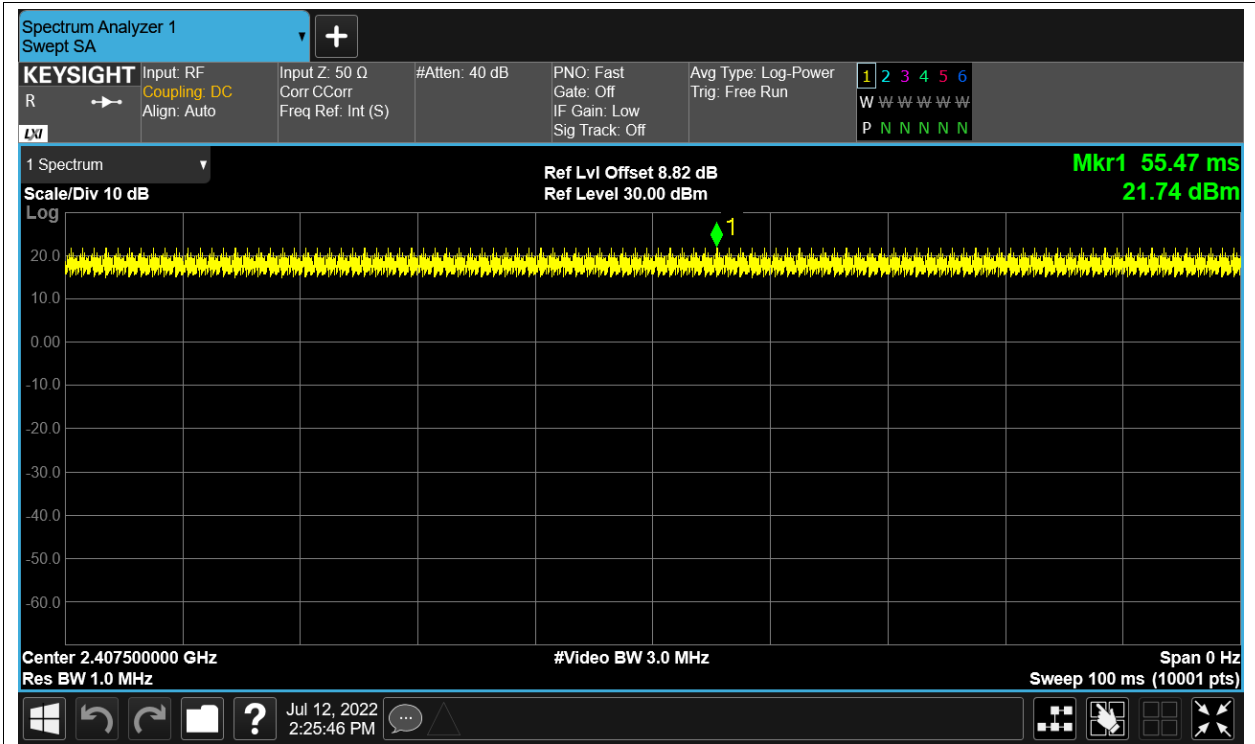 Spectrum Analyzer 1
Swept SA
+
KEYSIGHT
R
LXI
Input: RF
Coupling: DC
Align: Auto
Input Z: 50 Ω
Corr CCorr
Freq Ref: Int (S)
#Atten: 40 dB
PNO: Fast
Gate: Off
IF Gain: Low
Sig Track: Off
Avg Type: Log-Power
Trig: Free Run
1 2 3 4 5 6
W W W W W W
P N N N N N
1 Spectrum
Scale/Div 10 dB
Log
Ref Lvl Offset 8.82 dB
Ref Level 30.00 dBm
Mkr1 55.47 ms
21.74 dBm
1
20.0
10.0
0.00
-10.0
-20.0
-30.0
-40.0
-50.0
-60.0
Center 2.407500000 GHz
Res BW 1.0 MHz
#Video BW 3.0 MHz
Span 0 Hz
Sweep 100 ms (10001 pts)
?
Jul 12, 2022
2:25:46 PM